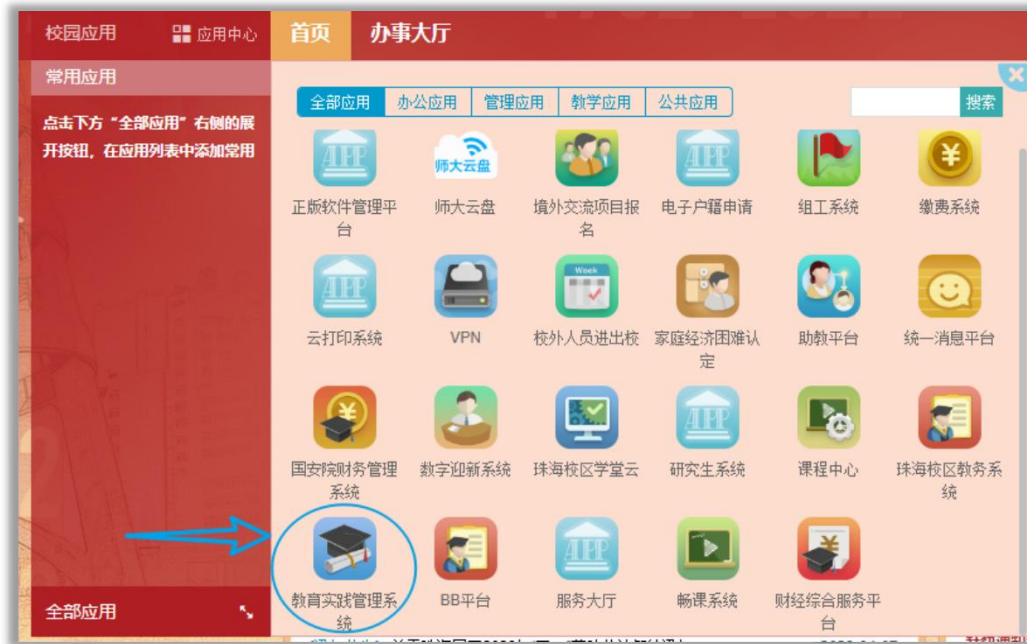 校园应用
应用中心
首页
办事大厅
常用应用
点击下方“全部应用”右侧的展
开按钮，在应用列表中添加常用
全部应用
办公应用
管理应用
教学应用
公共应用
搜索
师大云盘
正版软件管理平
台
师大云盘
境外交流项目报
名
电子户籍申请
组工系统
缴费系统
APP
Week
云打印系统
VPN
校外人员进出校
家庭经济困难认
定
助教平台
统一消息平台
APP
国安院财务管理
系统
数字迎新系统
珠海校区学堂云
研究生系统
课程中心
珠海校区教务系
统
APP
教育实践管理系
统
BB平台
服务大厅
畅课系统
财经综合服务平
台
全部应用